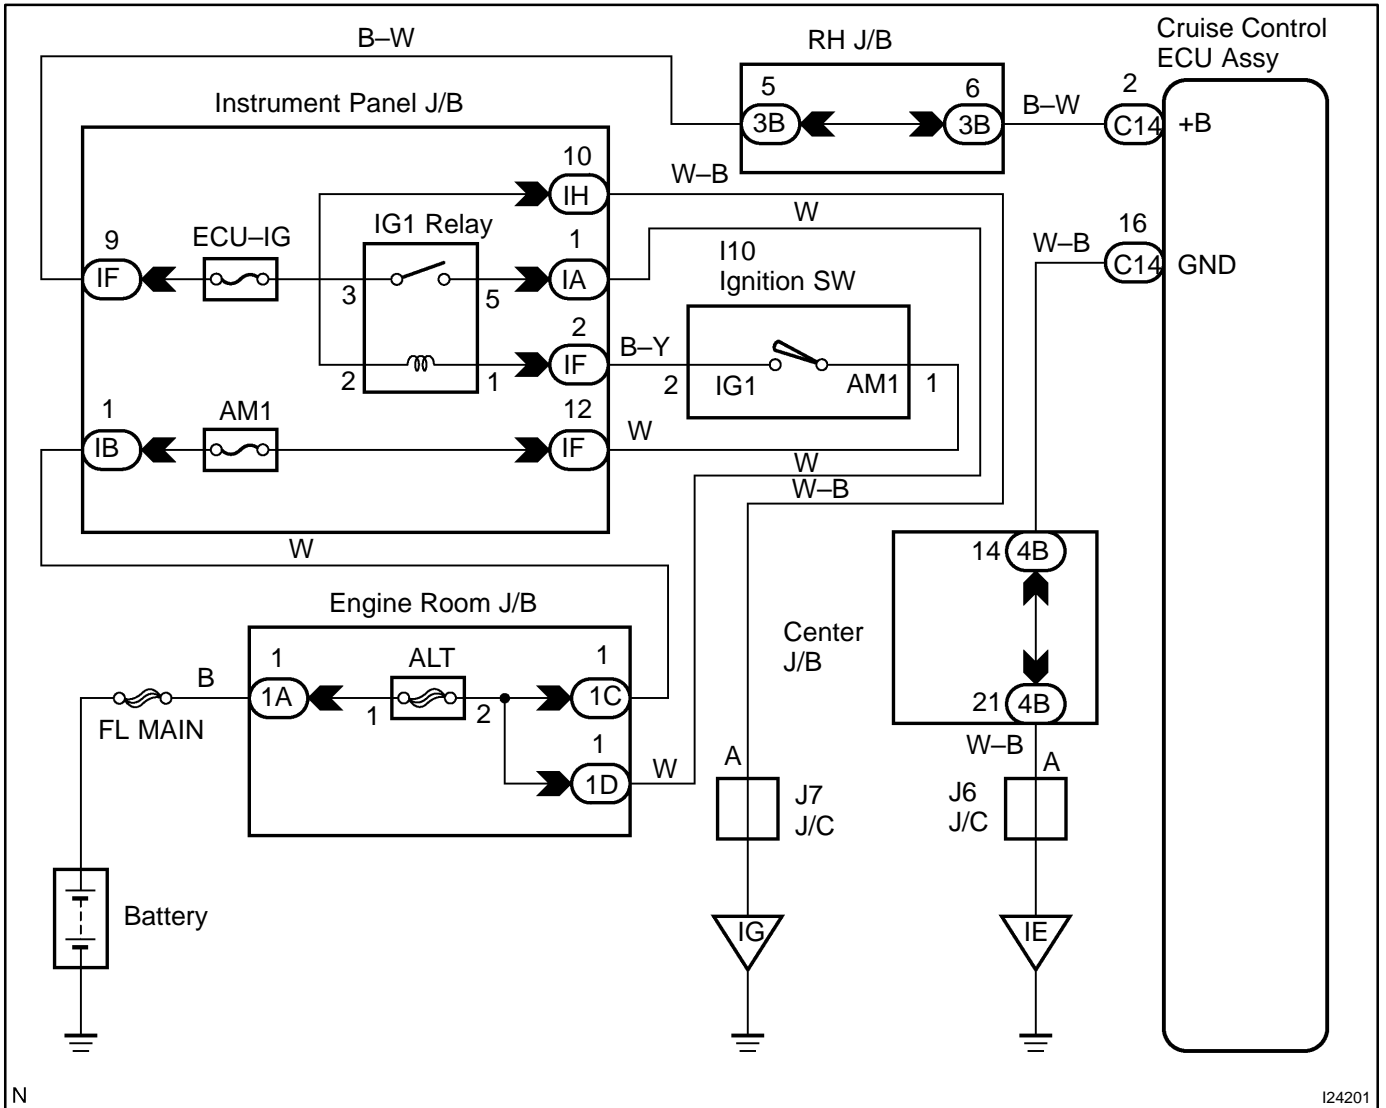 B–W
RH J/B
Cruise Control
ECU Assy
Instrument Panel J/B
5
6
2
3B
3B
B–W
C14
+B
10
IH
W–B
W
IG1 Relay
ECU–IG
9
IF
1
IA
3
5
I10
Ignition SW
16
W–B
C14
GND
2
IF
B–Y
2
1
2
IG1
AM1
1
1
AM1
12
IB
IF
W
W
W–B
W
14
4B
Engine Room J/B
Center
J/B
1
ALT
1
B
1A
1
2
1C
FL MAIN
21
4B
1
1D
W
W–B
A
A
J7
J/C
J6
J/C
Battery
IG
IE
N
I24201